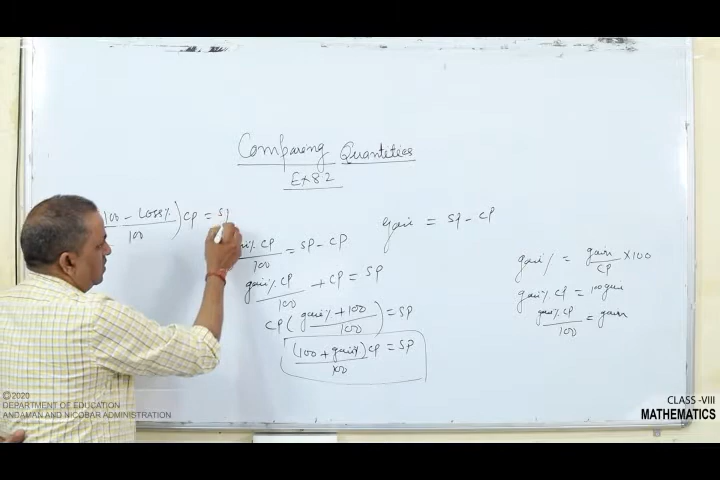 Comparing Quantities
Ex 8.2
100 - Loss% / 100 ) CP = SP
gain = SP - CP
gain% CP / 100 = SP - CP
gain% CP / 100 + CP = SP
CP ( gain% + 100 / 100 ) = SP
(100 + gain%) CP / 100 = SP
gain% = gain / CP × 100
gain% CP = 100 gain
gain% CP / 100 = gain
©2020
DEPARTMENT OF EDUCATION
ANDAMAN AND NICOBAR ADMINISTRATION
CLASS -VIII
MATHEMATICS